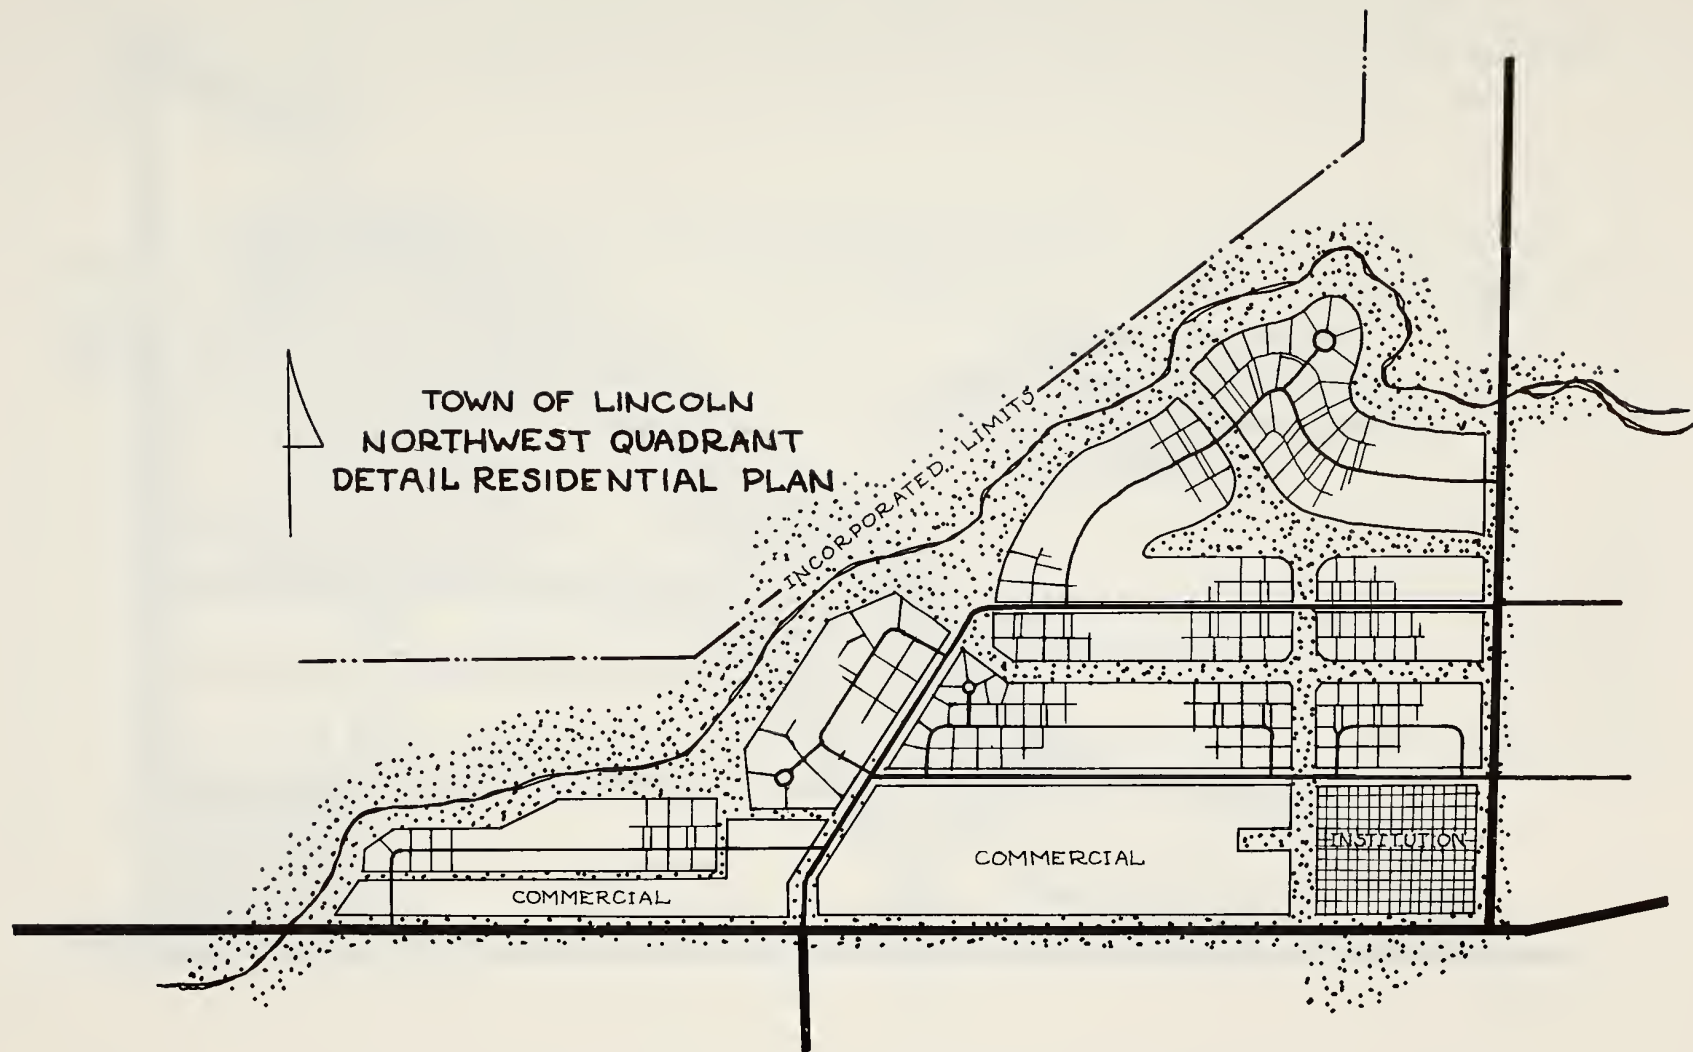 TOWN OF LINCOLN
NORTHWEST QUADRANT
DETAIL RESIDENTIAL PLAN
INCORPORATED LIMITS
COMMERCIAL
INSTITUTION
COMMERCIAL